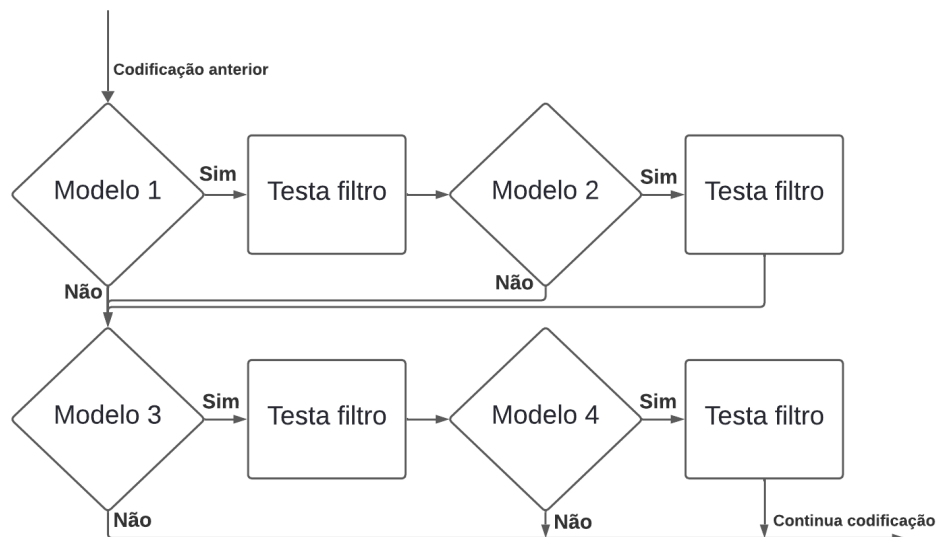 Codificação anterior
Modelo 1
Sim
Testa filtro
Modelo 2
Sim
Testa filtro
Não
Não
Modelo 3
Sim
Testa filtro
Modelo 4
Sim
Testa filtro
Não
Não
Continua codificação